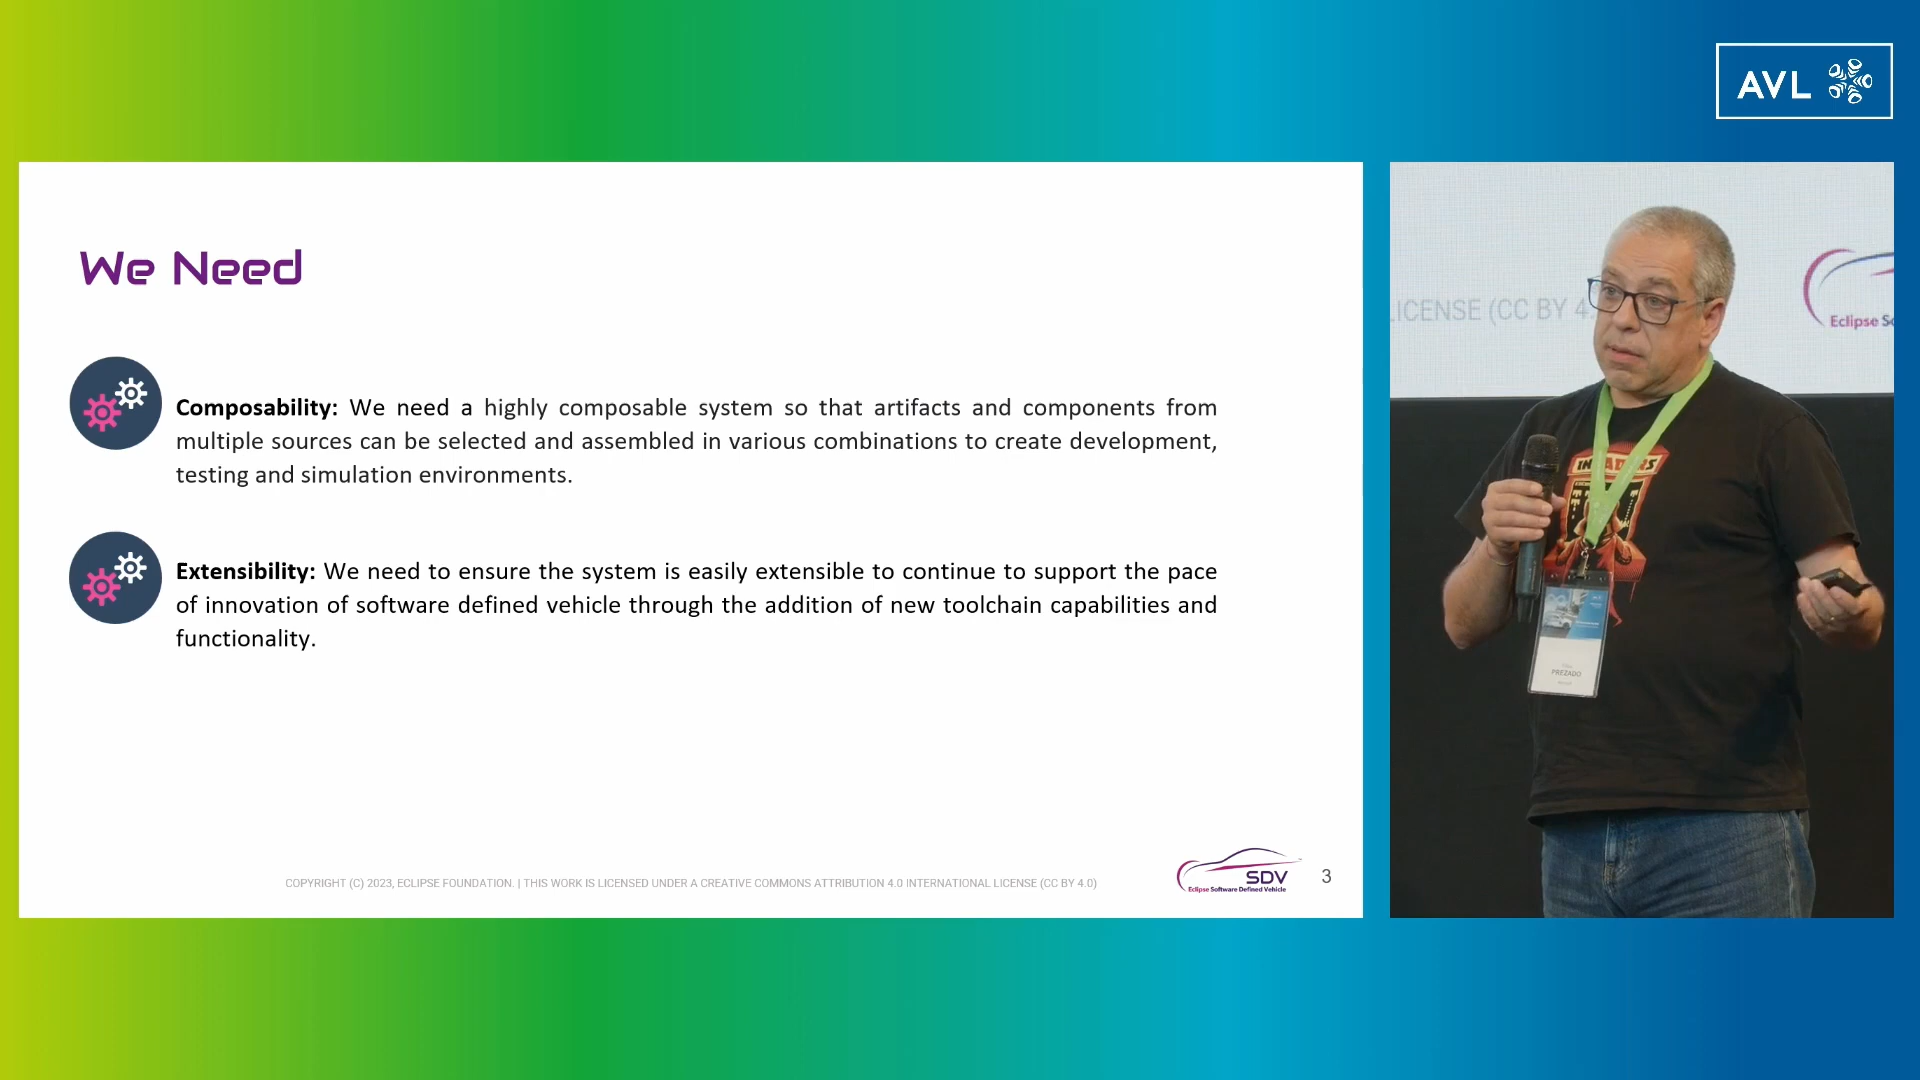 AVL
We Need
Composability: We need a highly composable system so that artifacts and components from
multiple sources can be selected and assembled in various combinations to create development,
testing and simulation environments.
Extensibility: We need to ensure the system is easily extensible to continue to support the pace
of innovation of software defined vehicle through the addition of new toolchain capabilities and
functionality.
COPYRIGHT (C) 2023, ECLIPSE FOUNDATION. | THIS WORK IS LICENSED UNDER A CREATIVE COMMONS ATTRIBUTION 4.0 INTERNATIONAL LICENSE (CC BY 4.0)
SDV
Eclipse Software Defined Vehicle
3
LICENSE (CC BY 4.
Eclipse So
INVADERS
PREZADO